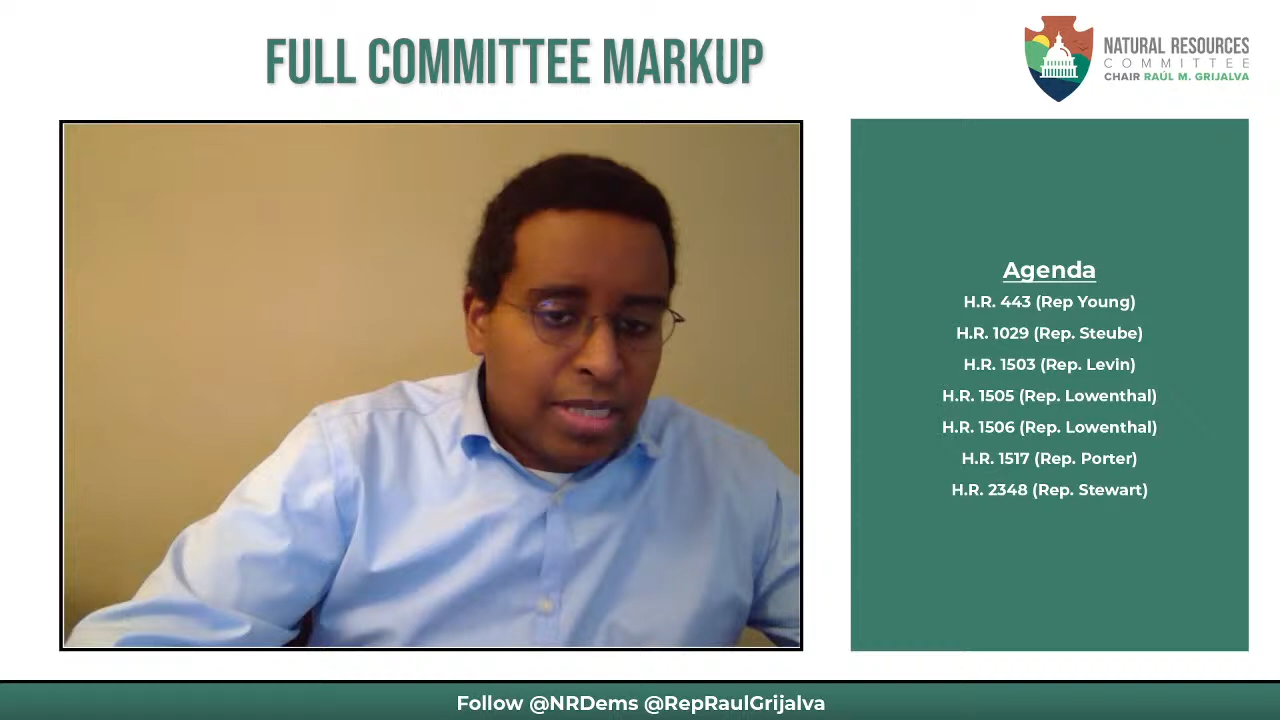 FULL COMMITTEE MARKUP
NATURAL RESOURCES
COMMITTEE
CHAIR RAÚL M. GRIJALVA
Agenda
H.R. 443 (Rep Young)
H.R. 1029 (Rep. Steube)
H.R. 1503 (Rep. Levin)
H.R. 1505 (Rep. Lowenthal)
H.R. 1506 (Rep. Lowenthal)
H.R. 1517 (Rep. Porter)
H.R. 2348 (Rep. Stewart)
Follow @NRDems @RepRaulGrijalva